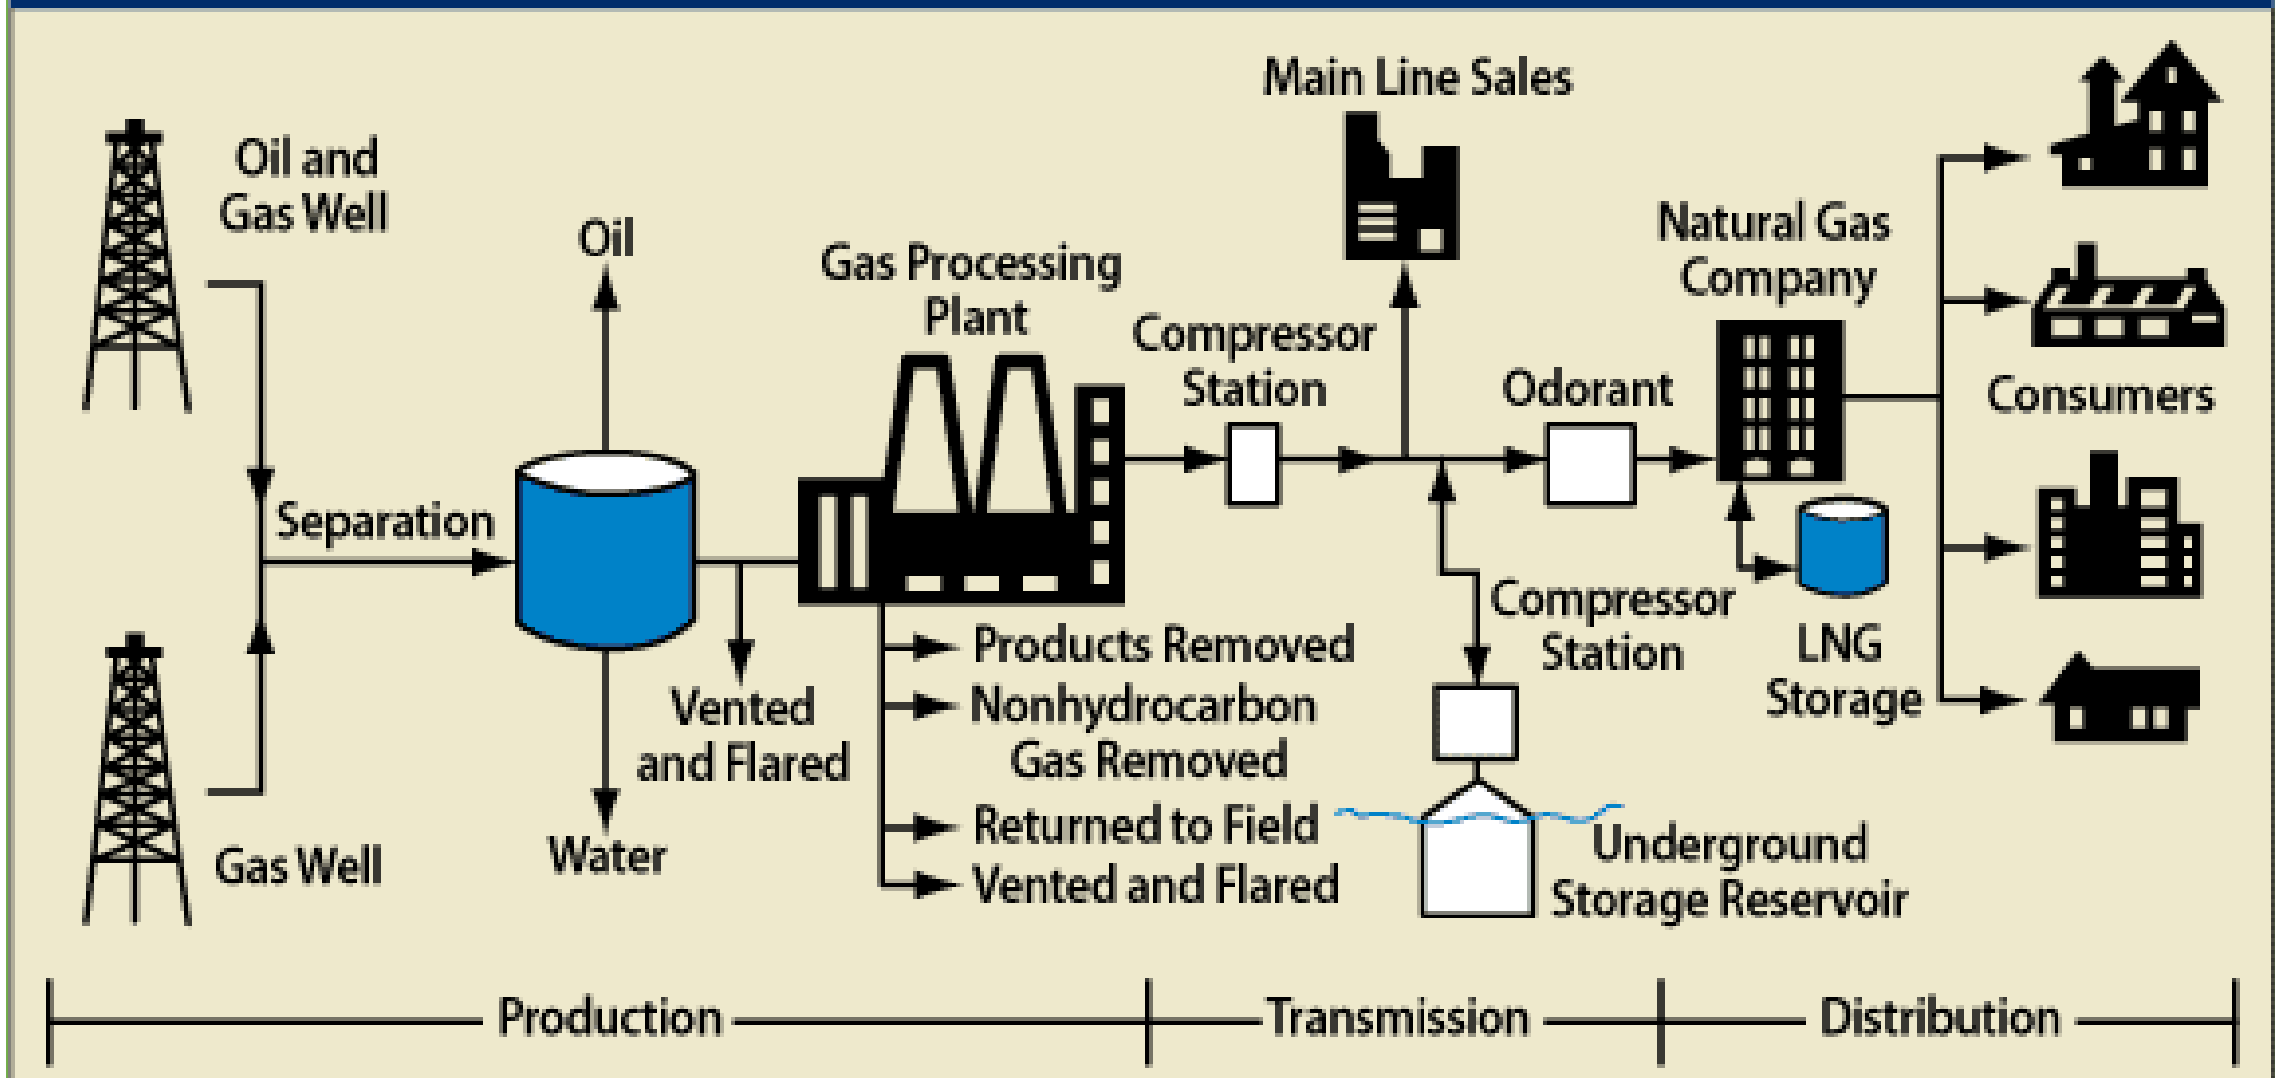 Main Line Sales
Oil and
Gas Well
Oil
Gas Processing
Plant
Compressor
Station
Odorant
Natural Gas
Company
Consumers
Separation
Vented
and Flared
Water
Gas Well
Products Removed
Nonhydrocarbon
Gas Removed
Returned to Field
Vented and Flared
Compressor
Station
LNG
Storage
Underground
Storage Reservoir
Production
Transmission
Distribution